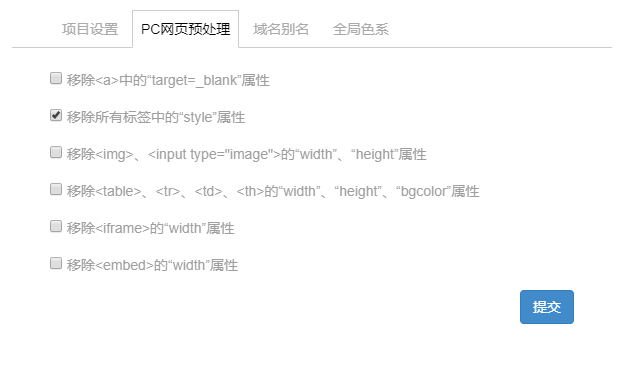 项目设置 PC网页预处理 域名别名 全局色系
移除<a>中的“target=_blank”属性
移除所有标签中的“style”属性
移除<img>、<input type="image">的“width”、“height”属性
移除<table>、<tr>、<td>、<th>的“width”、“height”、“bgcolor”属性
移除<iframe>的“width”属性
移除<embed>的“width”属性
提交